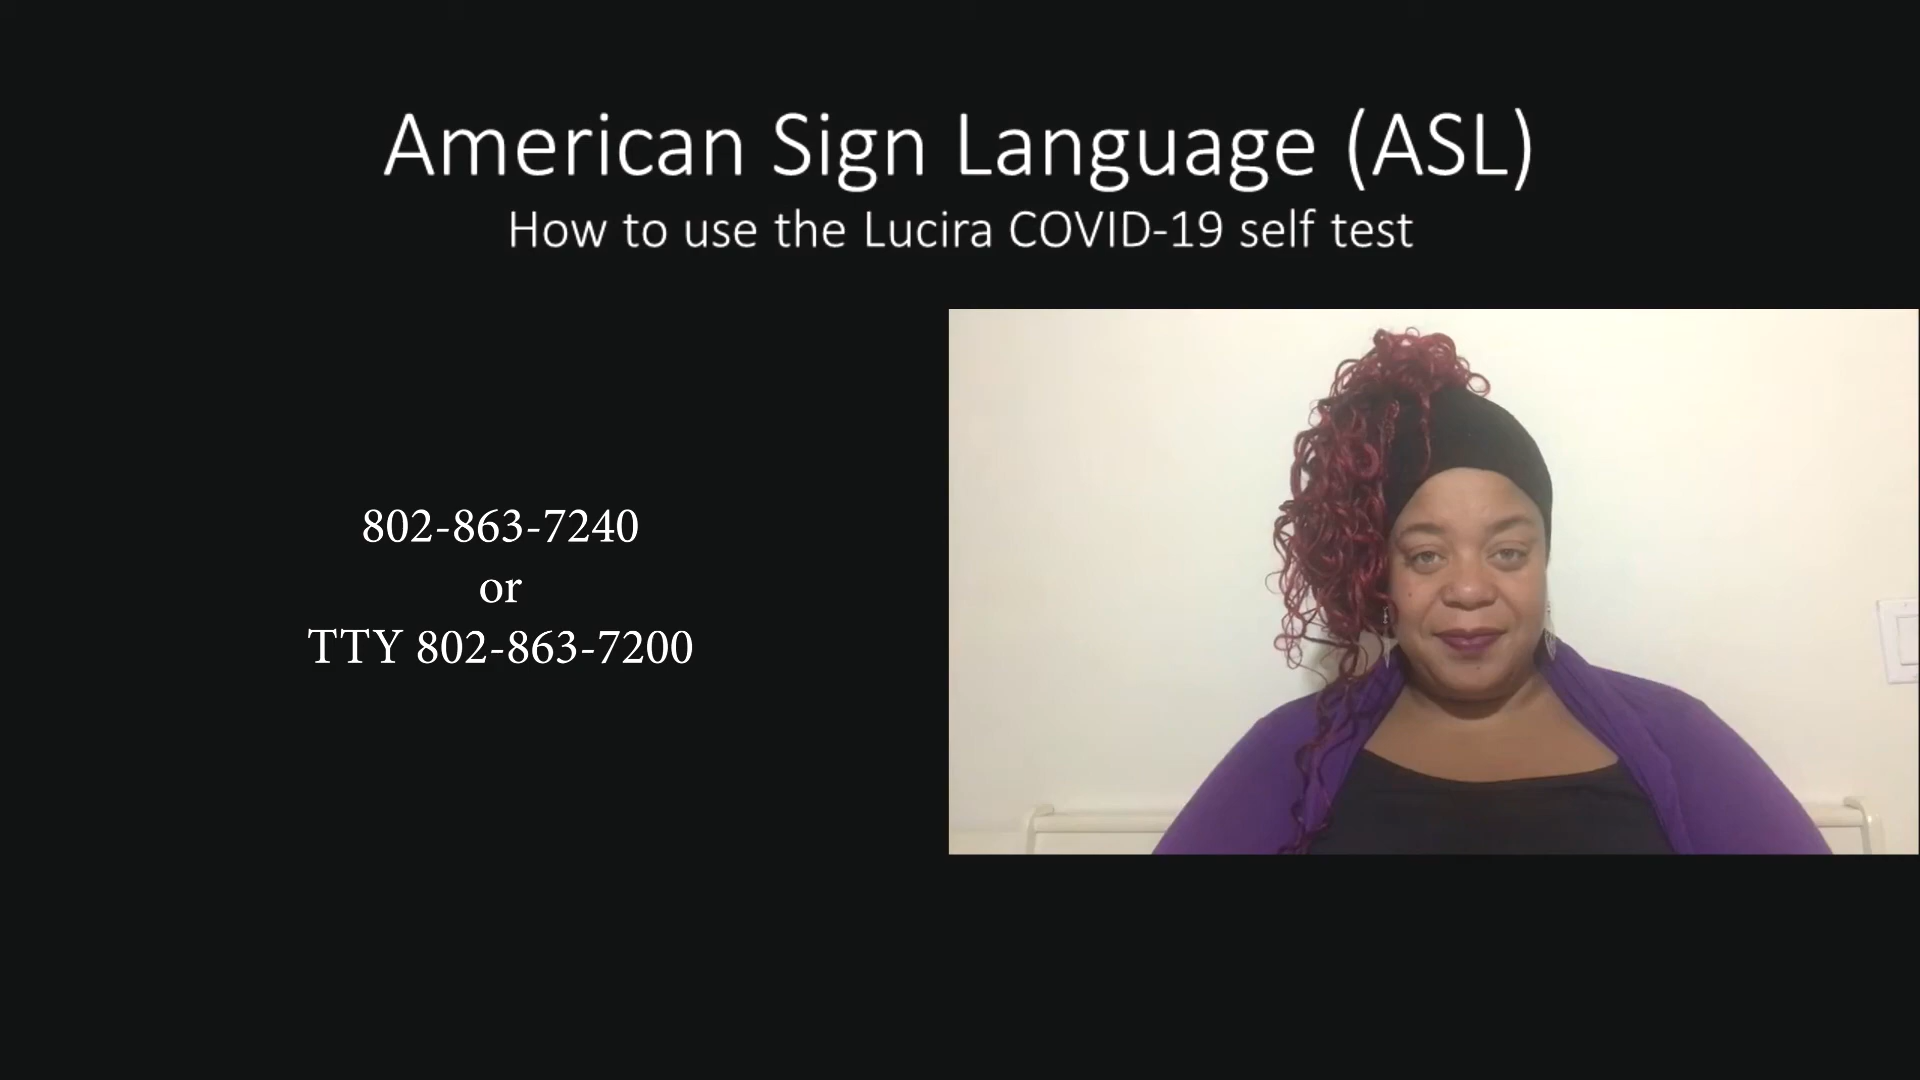 American Sign Language (ASL)
How to use the Lucira COVID-19 self test
802-863-7240
or
TTY 802-863-7200